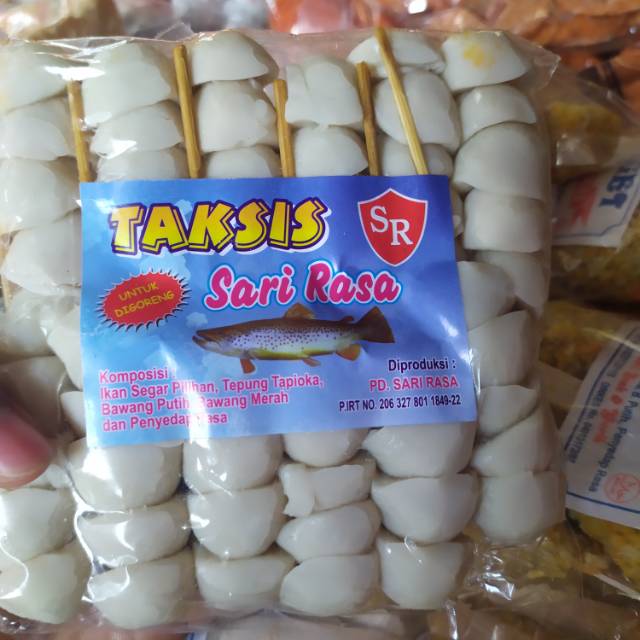 TAKSIS
SR
UNTUK
DIGORENG
Sari Rasa
Komposisi :
Ikan Segar Pilihan, Tepung Tapioka,
Bawang Putih, Bawang Merah
dan Penyedap Rasa
Diproduksi :
PD. SARI RASA
P.IRT NO. 206 327 801 1849-22